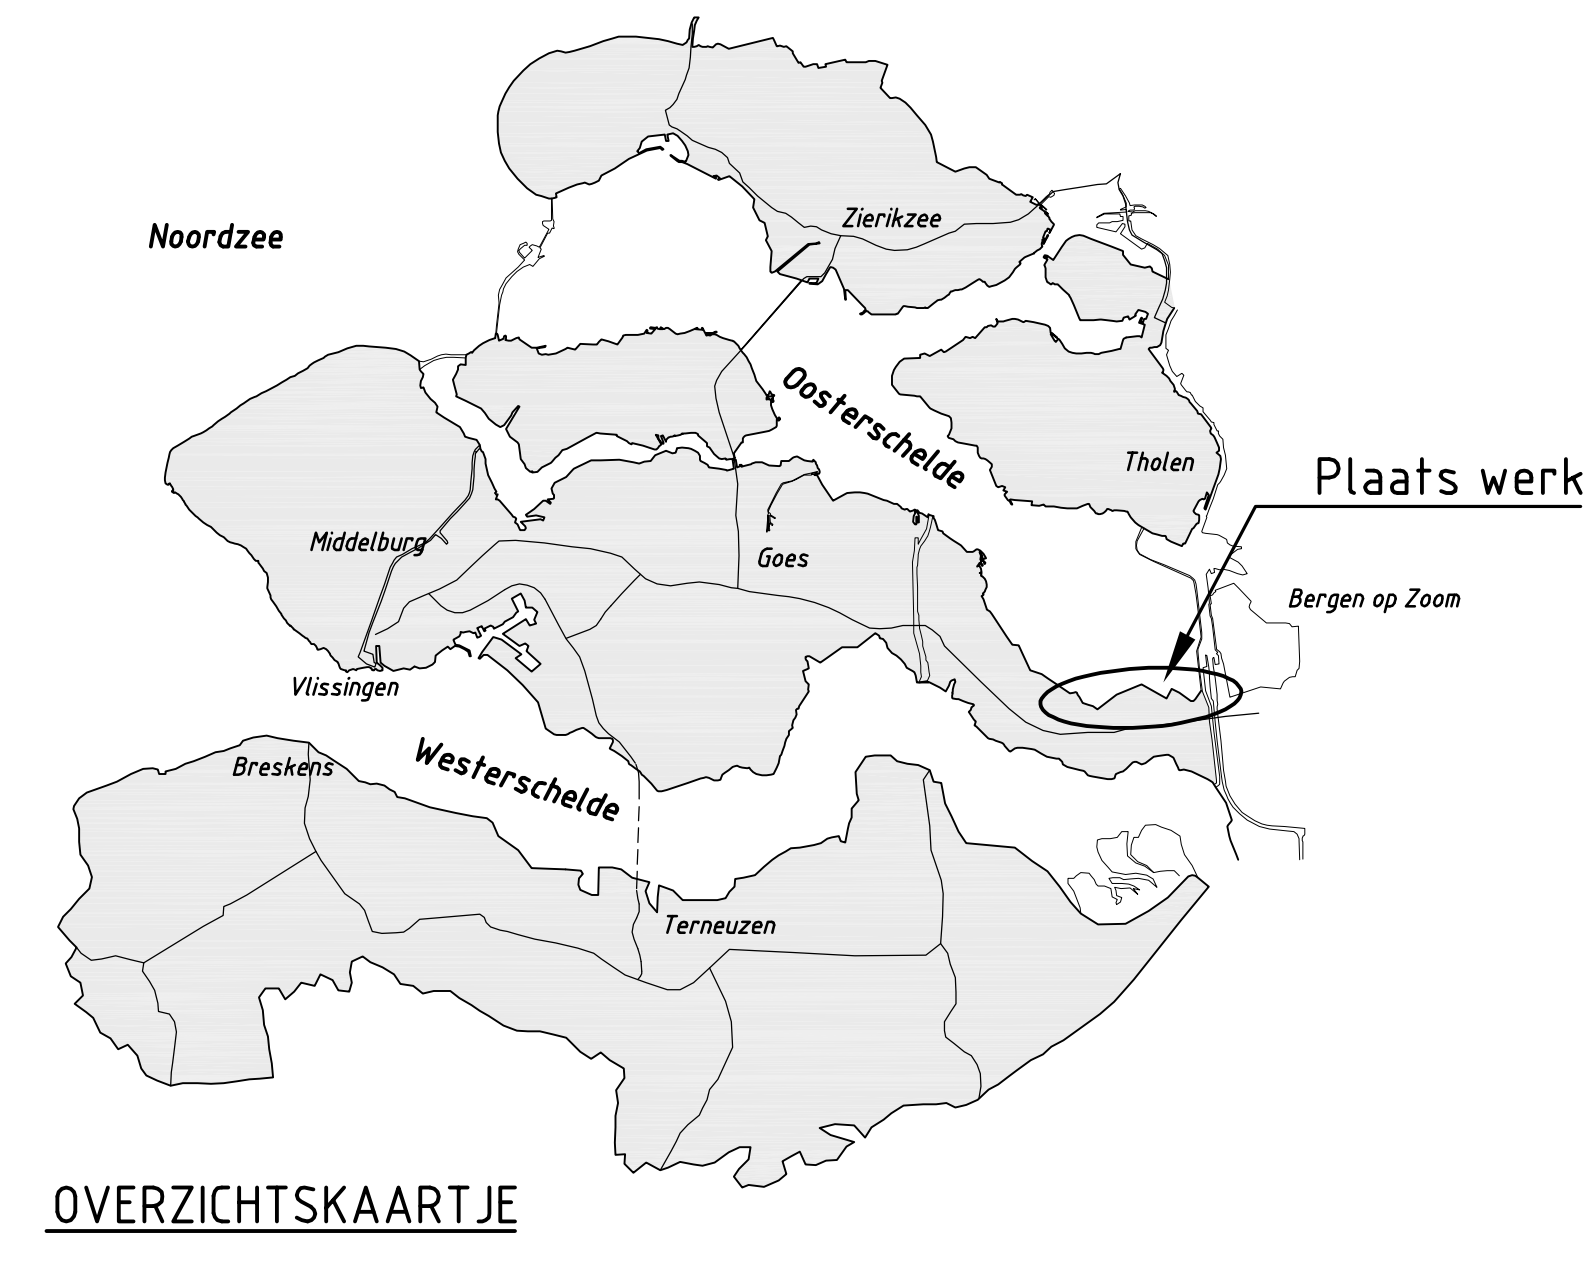 Noordzee
Zierikzee
Oosterschelde
Tholen
Plaats werk
Middelburg
Goes
Bergen op Zoom
Vlissingen
Westerschelde
Breskens
Terneuzen
OVERZICHTSKAARTJE